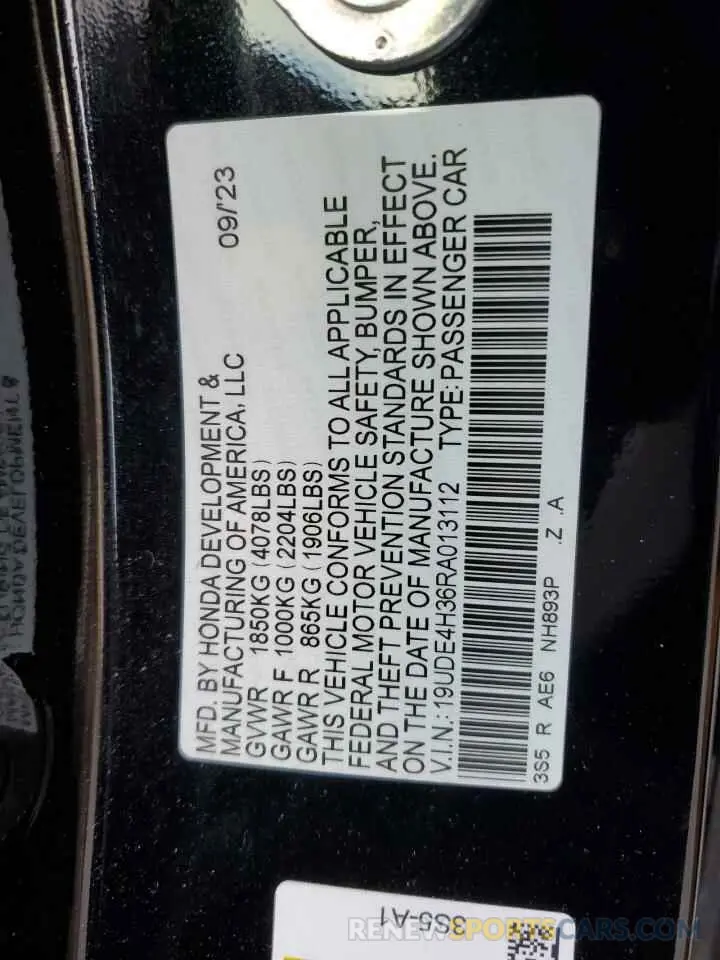 MFD. BY HONDA DEVELOPMENT &
MANUFACTURING OF AMERICA, LLC 09/'23
GVWR 1850KG (4078LBS)
GAWR F 1000KG (2204LBS)
GAWR R 865KG (1906LBS)
THIS VEHICLE CONFORMS TO ALL APPLICABLE
FEDERAL MOTOR VEHICLE SAFETY, BUMPER,
AND THEFT PREVENTION STANDARDS IN EFFECT
ON THE DATE OF MANUFACTURE SHOWN ABOVE.
V.I.N.: 19UDE4H36RA013112 TYPE: PASSENGER CAR
3S5 R AE6 NH893P .Z .A
3S5-A1
RENEWSPORTSCARS.COM